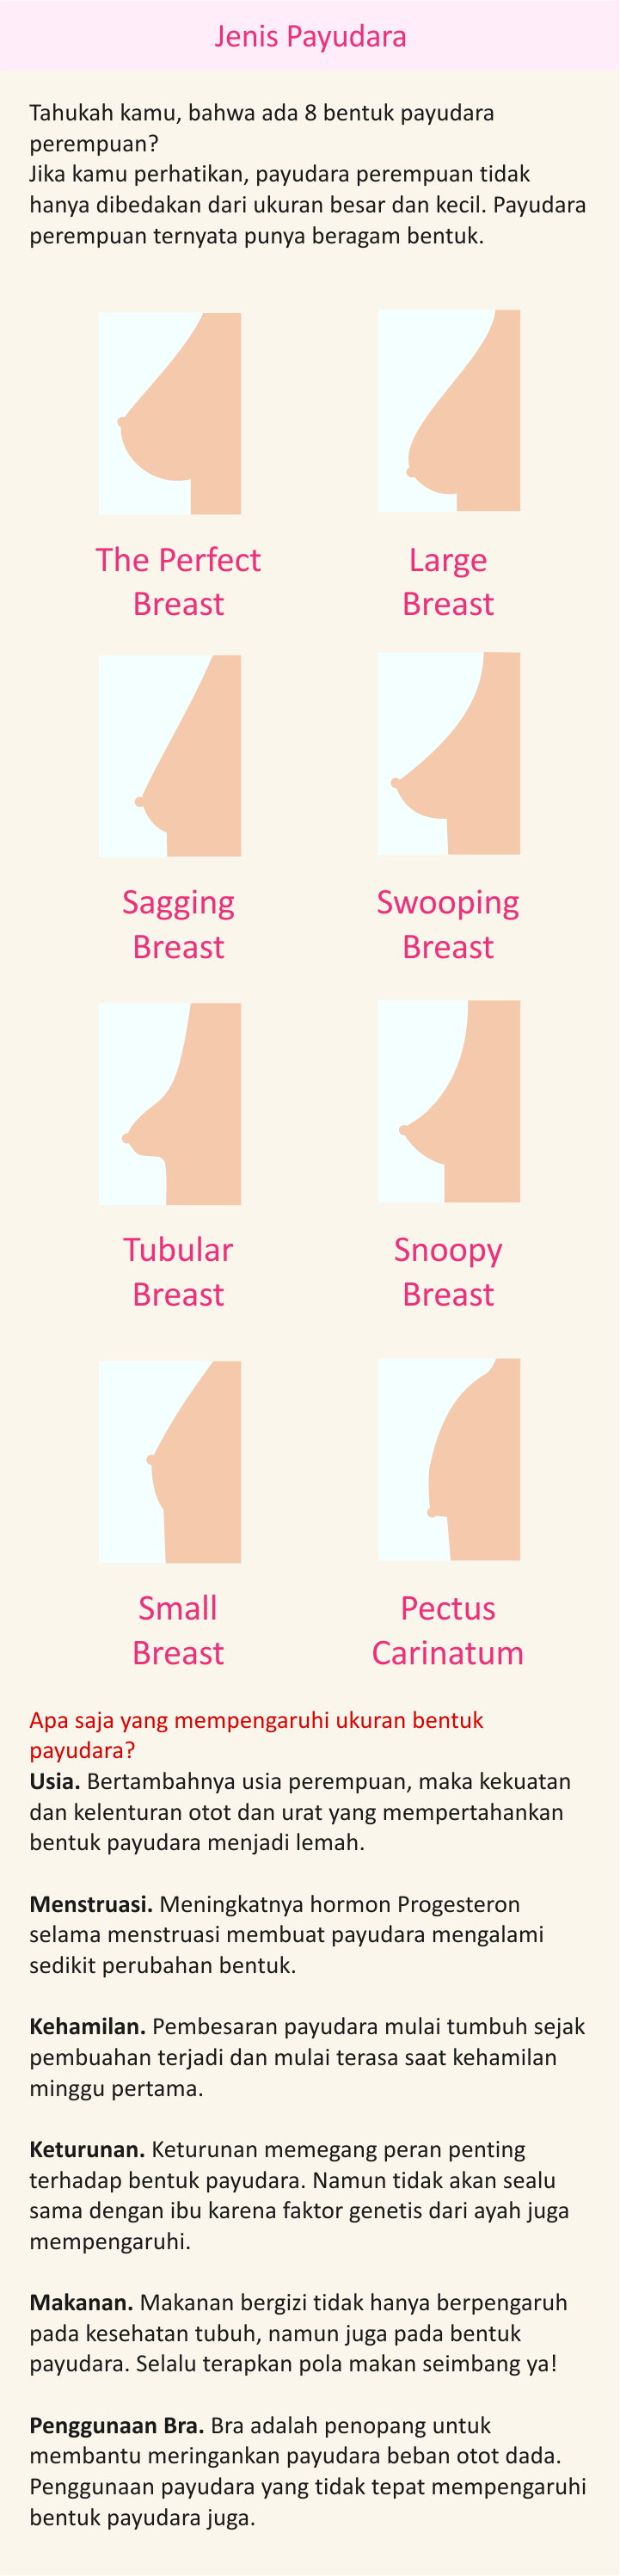 Jenis Payudara
Tahukah kamu, bahwa ada 8 bentuk payudara
perempuan?
Jika kamu perhatikan, payudara perempuan tidak
hanya dibedakan dari ukuran besar dan kecil. Payudara
perempuan ternyata punya beragam bentuk.
The Perfect
Breast
Large
Breast
Sagging
Breast
Swooping
Breast
Tubular
Breast
Snoopy
Breast
Small
Breast
Pectus
Carinatum
Apa saja yang mempengaruhi ukuran bentuk
payudara?
Usia. Bertambahnya usia perempuan, maka kekuatan
dan kelenturan otot dan urat yang mempertahankan
bentuk payudara menjadi lemah.
Menstruasi. Meningkatnya hormon Progesteron
selama menstruasi membuat payudara mengalami
sedikit perubahan bentuk.
Kehamilan. Pembesaran payudara mulai tumbuh sejak
pembuahan terjadi dan mulai terasa saat kehamilan
minggu pertama.
Keturunan. Keturunan memegang peran penting
terhadap bentuk payudara. Namun tidak akan sealu
sama dengan ibu karena faktor genetis dari ayah juga
mempengaruhi.
Makanan. Makanan bergizi tidak hanya berpengaruh
pada kesehatan tubuh, namun juga pada bentuk
payudara. Selalu terapkan pola makan seimbang ya!
Penggunaan Bra. Bra adalah penopang untuk
membantu meringankan payudara beban otot dada.
Penggunaan payudara yang tidak tepat mempengaruhi
bentuk payudara juga.